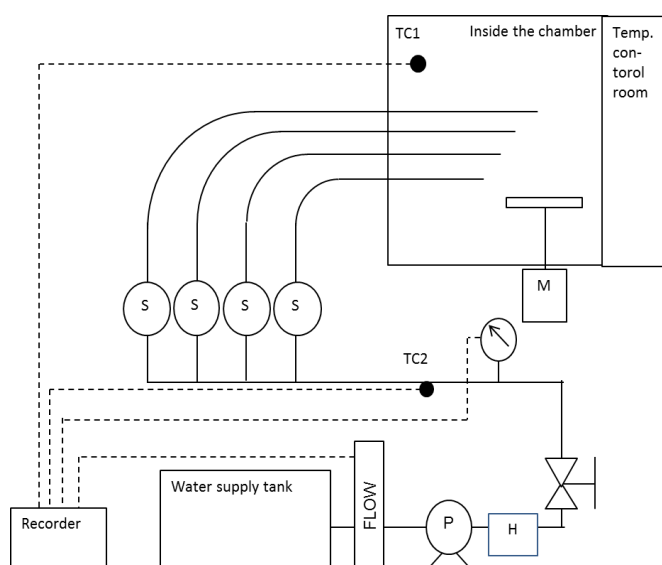 TC1
Inside the chamber
Temp.
con-
torol
room
S
S
S
S
M
TC2
Water supply tank
FLOW
Recorder
P
H